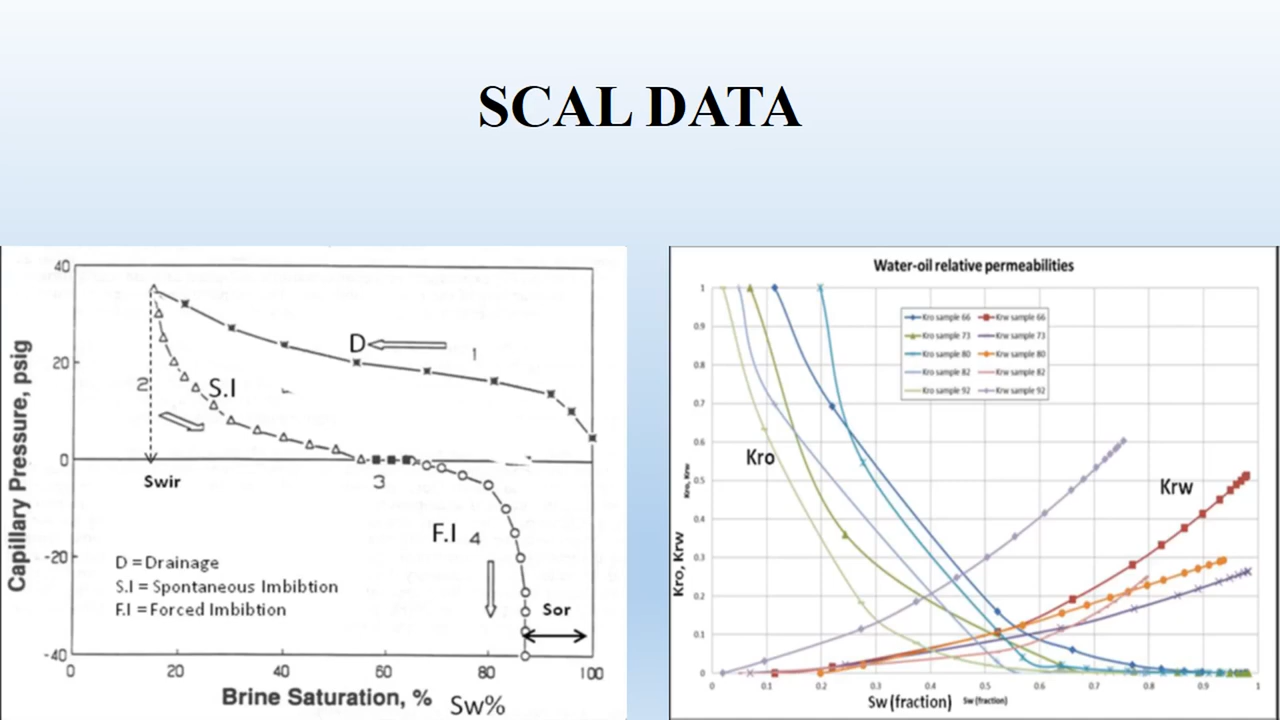 SCAL DATA
40
20
0
-20
-40
Capillary Pressure, psig
D
1
2
S.I
Swir
3
F.I 4
D = Drainage
S.I = Spontaneous Imbibtion
F.I = Forced Imbibtion
Sor
0 20 40 60 80 100
Brine Saturation, % Sw%
Water-oil relative permeabilities
1
0.9
0.8
0.7
0.6
0.5
0.4
0.3
0.2
0.1
0
Kro, Krw
Kro, Krw
Kro sample 66 Krw sample 66
Kro sample 73 Krw sample 73
Kro sample 80 Krw sample 80
Kro sample 82 Krw sample 82
Kro sample 92 Krw sample 92
Kro
Krw
0 0.1 0.2 0.3 0.4 0.5 0.6 0.7 0.8 0.9 1
Sw (fraction) Sw (fraction)